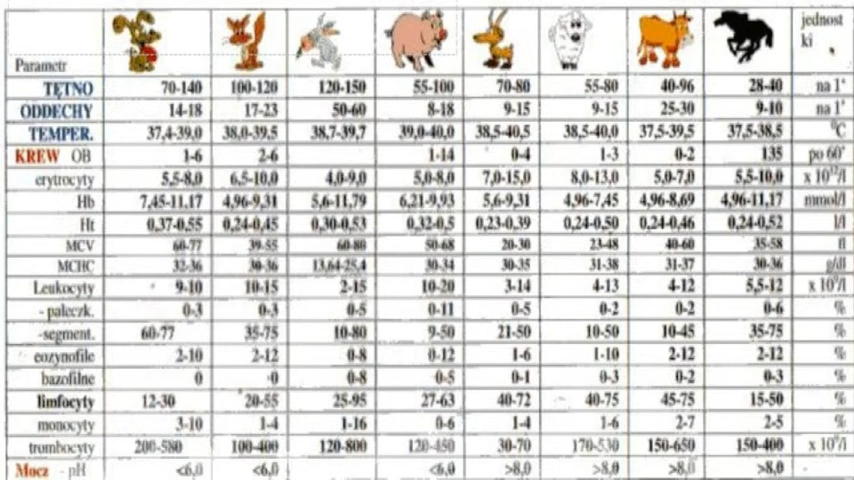 jednost
ki
Parametr
TĘTNO 70-140 100-120 120-150 55-100 70-80 55-80 40-96 28-40 na 1'
ODDECHY 14-18 17-23 50-60 8-18 9-15 9-15 25-30 9-10 na 1'
TEMPER. 37,4-39,0 38,0-39,5 38,7-39,7 39,0-40,0 38,5-40,5 38,5-40,0 37,5-39,5 37,5-38,5 °C
KREW OB 1-6 2-6 1-14 0-4 1-3 0-2 135 po 60'
erytrocyty 5,5-8,0 6,5-10,0 4,0-9,0 5,0-8,0 7,0-15,0 8,0-13,0 5,0-7,0 5,5-10,0 x 10¹²/l
Hb 7,45-11,17 4,96-9,31 5,6-11,79 6,21-9,93 5,6-9,31 4,96-7,45 4,96-8,69 4,96-11,17 mmol/l
Ht 0,37-0,55 0,24-0,45 0,30-0,53 0,32-0,5 0,23-0,39 0,24-0,50 0,24-0,46 0,24-0,52 l/l
MCV 60-77 39-55 60-80 50-68 20-30 23-48 40-60 35-58 fl
MCHC 32-36 30-36 13,64-25,4 30-34 30-35 31-38 31-37 30-36 g/dl
Leukocyty 9-10 10-15 2-15 10-20 3-14 4-13 4-12 5,5-12 x 10⁹/l
- pałeczk. 0-3 0-3 0-5 0-11 0-5 0-2 0-2 0-6 %
-segment. 60-77 35-75 10-80 9-50 21-50 10-50 10-45 35-75 %
eozynofile 2-10 2-12 0-8 0-12 1-6 1-10 2-12 2-12 %
bazofilne 0 0 0-8 0-5 0-1 0-3 0-2 0-3 %
limfocyty 12-30 20-55 25-95 27-63 40-72 40-75 45-75 15-50 %
monocyty 3-10 1-4 1-16 0-6 1-4 1-6 2-7 2-5 %
trombocyty 200-580 100-400 120-800 120-450 30-70 170-530 150-650 150-400 x 10⁹/l
Mocz - pH <6,0 <6,0 <6,0 >8,0 >8,0 >8,0 >8,0 -